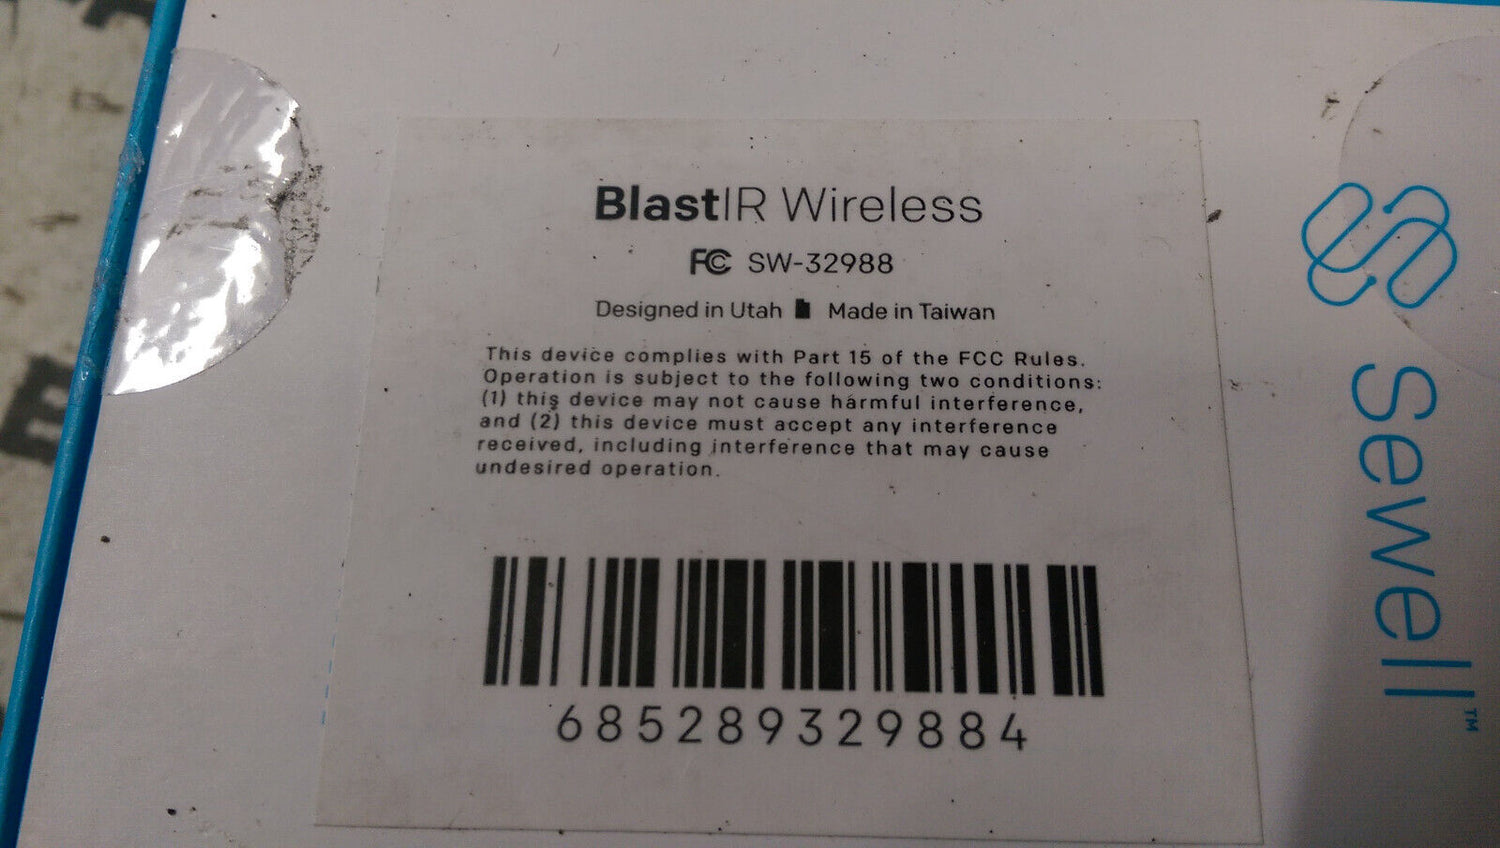 BlastIR Wireless
FC SW-32988
Designed in Utah Made in Taiwan
This device complies with Part 15 of the FCC Rules.
Operation is subject to the following two conditions:
(1) this device may not cause harmful interference,
and (2) this device must accept any interference
received, including interference that may cause
undesired operation.
685289329884
Sewell™